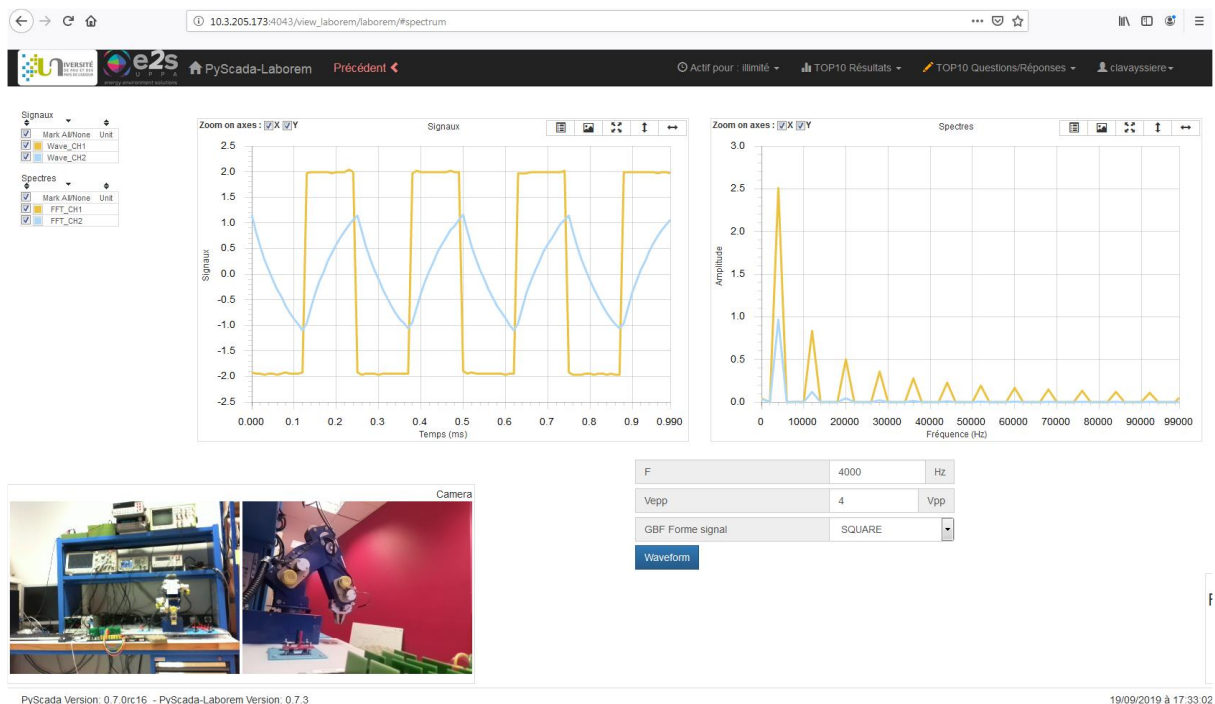 10.3.205.173:4043/view_laborem/laborem/#spectrum
UNIVERSITÉ
e2s
UPPA
energy environment solutions
PyScada-Laborem
Précédent
Actif pour : illimité
TOP10 Résultats
TOP10 Questions/Réponses
clavayssiere
Signaux
Mark All/None Unit
Wave_CH1
Wave_CH2
Spectres
Mark All/None Unit
FFT_CH1
FFT_CH2
Zoom on axes : X Y
Signaux
2.5
2.0
1.5
1.0
0.5
0.0
-0.5
-1.0
-1.5
-2.0
-2.5
Signaux
0.000 0.1 0.2 0.3 0.4 0.5 0.6 0.7 0.8 0.9 0.990
Temps (ms)
Zoom on axes : X Y
Spectres
3.0
2.5
2.0
1.5
1.0
0.5
0.0
Amplitude
0 10000 20000 30000 40000 50000 60000 70000 80000 90000 99000
Fréquence (Hz)
F 4000 Hz
Vepp 4 Vpp
GBF Forme signal SQUARE
Waveform
Camera
PyScada Version: 0.7.0rc16 - PyScada-Laborem Version: 0.7.3
19/09/2019 à 17:33:02